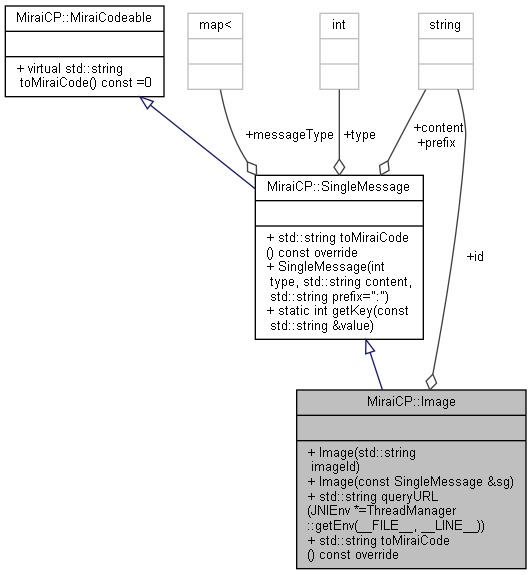 MiraiCP::MiraiCodeable
+ virtual std::string
toMiraiCode() const =0
map<
int
string
+messageType
+type
+content
+prefix
MiraiCP::SingleMessage
+ std::string toMiraiCode
() const override
+ SingleMessage(int
type, std::string content,
std::string prefix=":")
+ static int getKey(const
std::string &value)
+id
MiraiCP::Image
+ Image(std::string
imageId)
+ Image(const SingleMessage &sg)
+ std::string queryURL
(JNIEnv *=ThreadManager
::getEnv(__FILE__, __LINE__))
+ std::string toMiraiCode
() const override